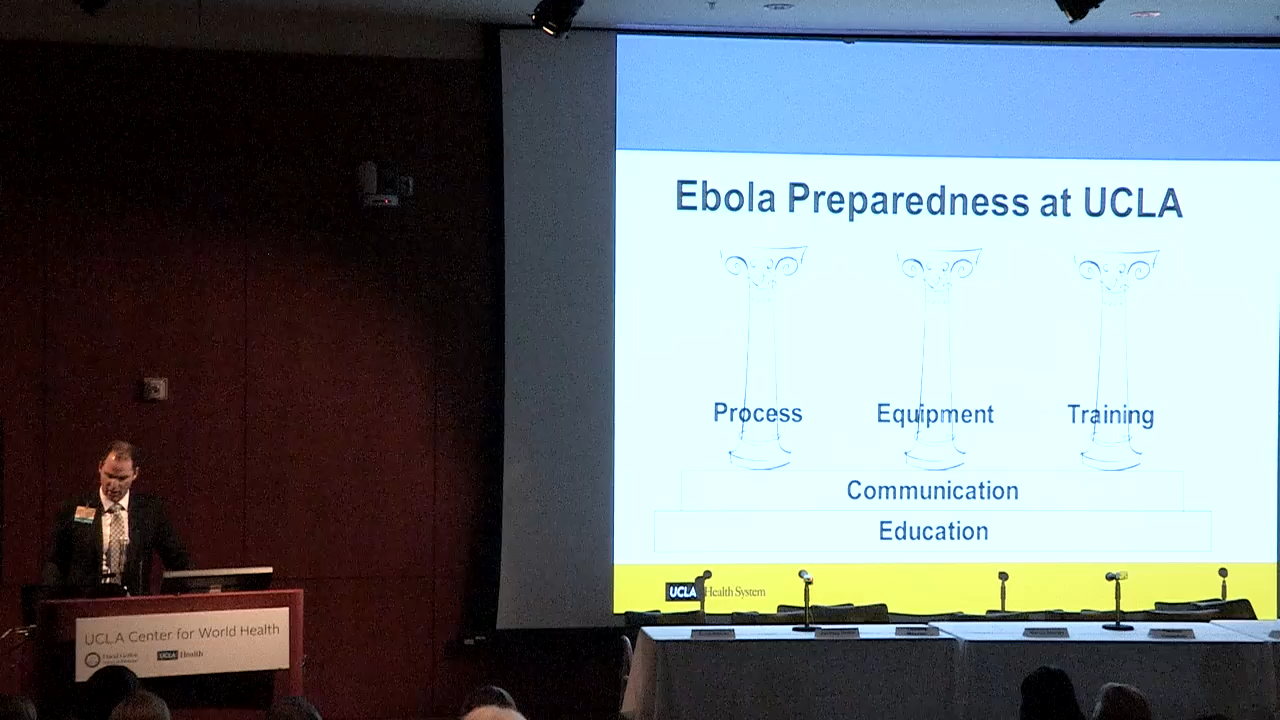 Ebola Preparedness at UCLA
Process Equipment Training
Communication
Education
UCLA Health System
UCLA Center for World Health
UCLA Health